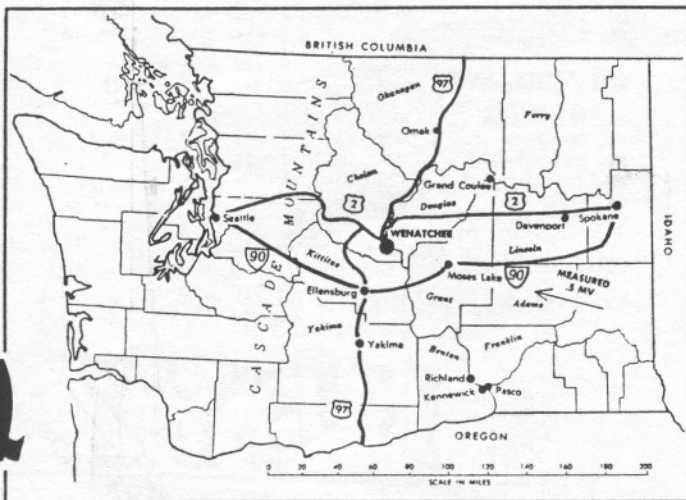 BRITISH COLUMBIA
97
Okanogan
Ferry
Omak
MOUNTAINS
Chelan
Grand Coulee
2
Douglas
2
Seattle
Davenport
Spokane
WENATCHEE
IDAHO
Kittitas
Lincoln
90
Moses Lake
90
MEASURED
.5 MV
Ellensburg
Grant
Adams
CASCADES
Yakima
Yakima
Benton
Franklin
Richland
Kennewick
Pasco
97
OREGON
0 20 40 60 80 100 120 140 160 180 200
SCALE IN MILES